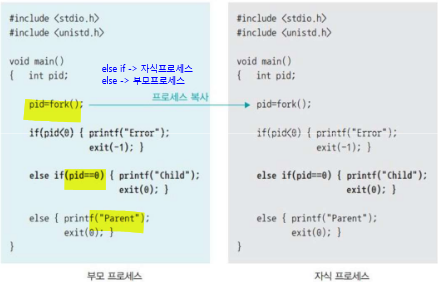 #include <stdio.h>
#include <unistd.h>
void main()
{ int pid;
else if -> 자식프로세스
else -> 부모프로세스
pid=fork();
프로세스 복사
if(pid<0) { printf("Error");
exit(-1); }
else if(pid==0) { printf("Child");
exit(0); }
else { printf("Parent");
exit(0); }
}
부모 프로세스
#include <stdio.h>
#include <unistd.h>
void main()
{ int pid;
pid=fork();
if(pid<0) { printf("Error");
exit(-1); }
else if(pid==0) { printf("Child");
exit(0); }
else { printf("Parent");
exit(0); }
}
자식 프로세스